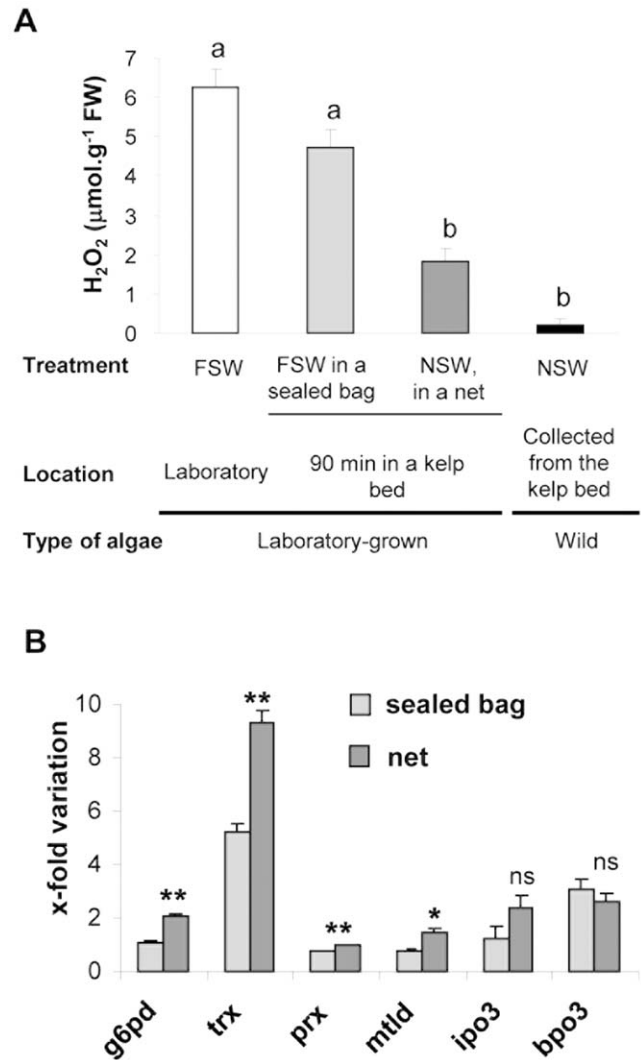 A
H₂O₂ (μmol.g⁻¹ FW)
7
6
5
4
3
2
1
0
a
a
b
b
Treatment
FSW
FSW in a
sealed bag
NSW,
in a net
NSW
Location
Laboratory
90 min in a kelp
bed
Collected
from the
kelp bed
Type of algae
Laboratory-grown
Wild
B
x-fold variation
10
8
6
4
2
0
sealed bag
net
**
**
**
*
ns
ns
g6pd
trx
prx
mtld
ipo3
bpo3